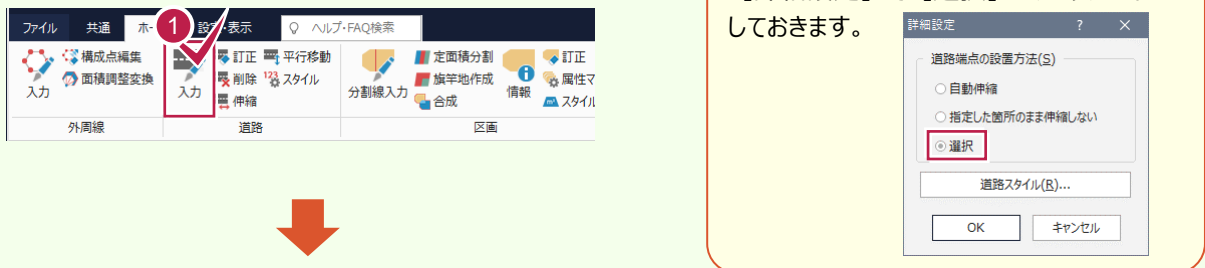 ファイル 共通 ホー 1 設定・表示 ヘルプ・FAQ検索
入力 構成点編集 面積調整変換
外周線
入力 訂正 平行移動
削除 123 スタイル
伸縮
道路
分割線入力 定面積分割 旗竿地作成 合成
情報 訂正 属性マ スタイル
区画
しておきます。
詳細設定 ? ×
道路端点の設置方法(S)
自動伸縮
指定した箇所のまま伸縮しない
選択
道路スタイル(R)...
OK キャンセル